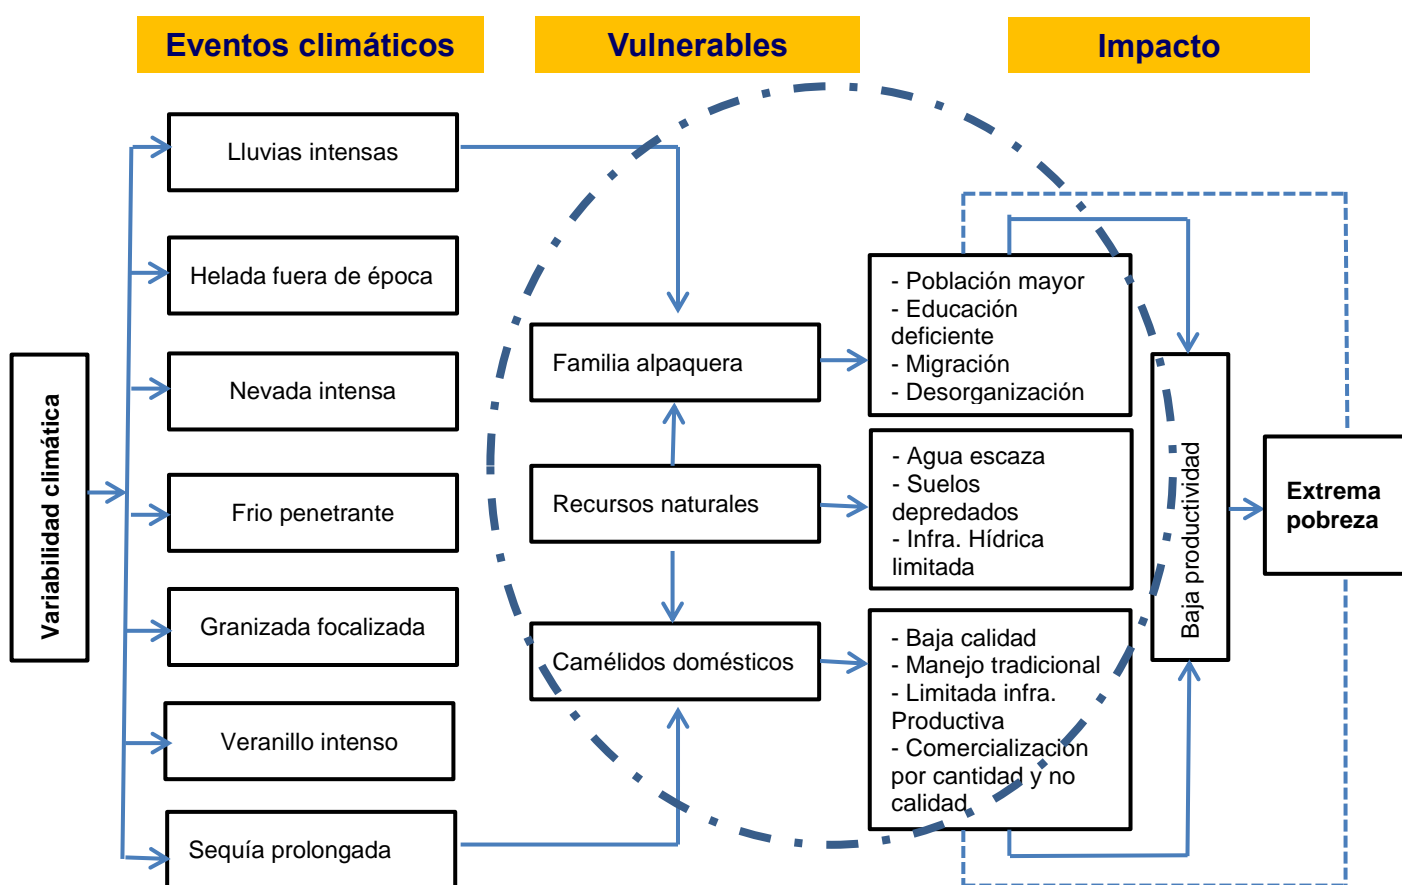 Eventos climáticos
Vulnerables
Impacto
Variabilidad climática
Lluvias intensas
Helada fuera de época
Nevada intensa
Frio penetrante
Granizada focalizada
Veranillo intenso
Sequía prolongada
Familia alpaquera
Recursos naturales
Camélidos domésticos
- Población mayor
- Educación
deficiente
- Migración
- Desorganización
- Agua escaza
- Suelos
depredados
- Infra. Hídrica
limitada
- Baja calidad
- Manejo tradicional
- Limitada infra.
Productiva
- Comercialización
por cantidad y no
calidad
Baja productividad
Extrema
pobreza